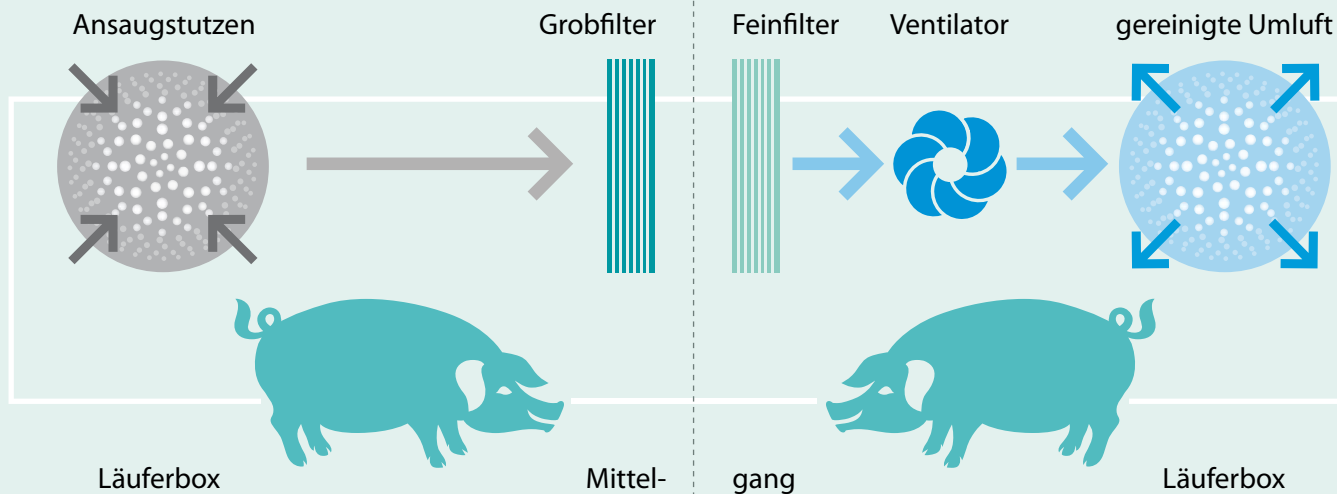 Ansaugstutzen Grobfilter Feinfilter Ventilator gereinigte Umluft
Läuferbox Mittel- gang Läuferbox